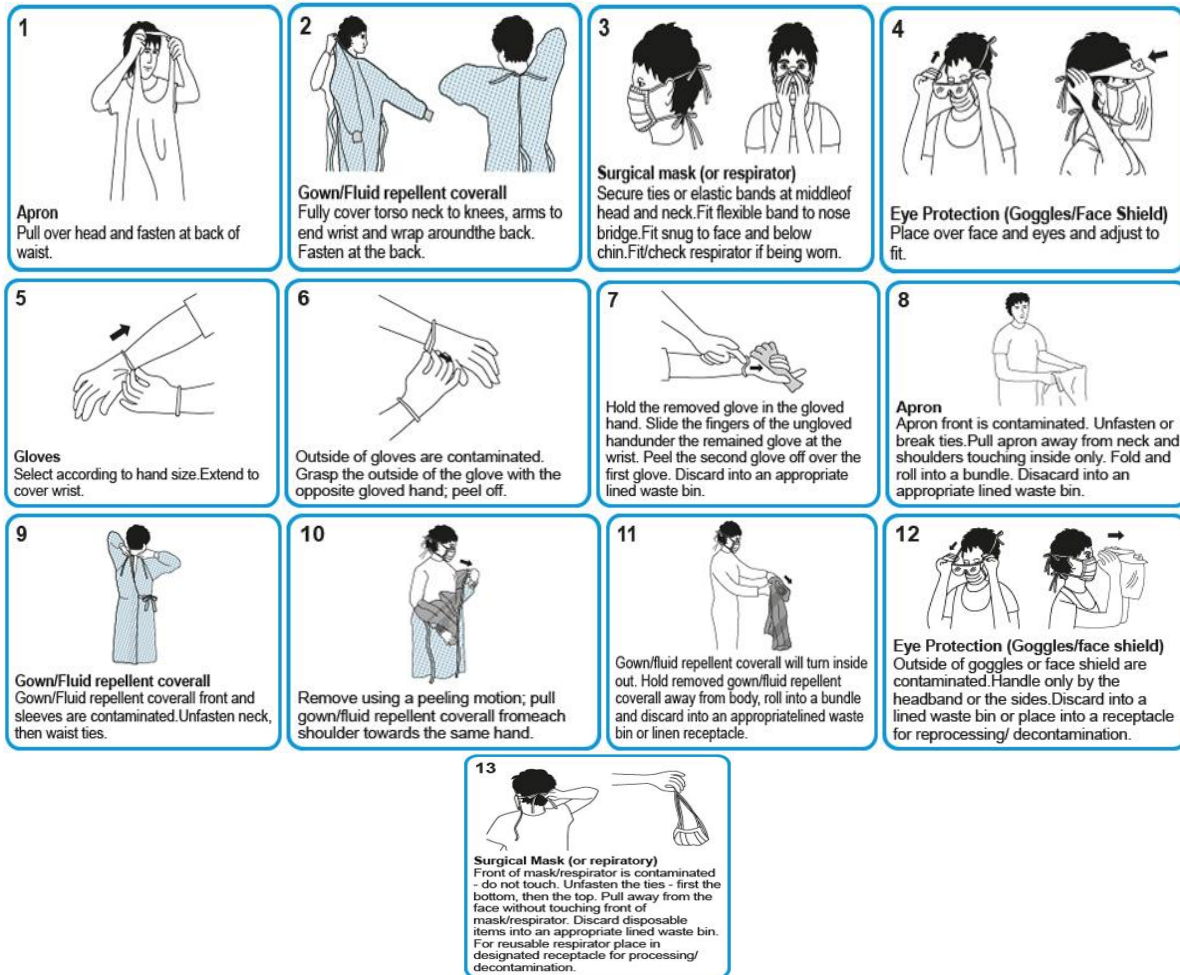 1
Apron
Pull over head and fasten at back of
waist.
2
Gown/Fluid repellent coverall
Fully cover torso neck to knees, arms to
end wrist and wrap aroundthe back.
Fasten at the back.
3
Surgical mask (or respirator)
Secure ties or elastic bands at middleof
head and neck.Fit flexible band to nose
bridge.Fit snug to face and below
chin.Fit/check respirator if being worn.
4
Eye Protection (Goggles/Face Shield)
Place over face and eyes and adjust to
fit.
5
Gloves
Select according to hand size.Extend to
cover wrist.
6
Outside of gloves are contaminated.
Grasp the outside of the glove with the
opposite gloved hand; peel off.
7
Hold the removed glove in the gloved
hand. Slide the fingers of the ungloved
handunder the remained glove at the
wrist. Peel the second glove off over the
first glove. Discard into an appropriate
lined waste bin.
8
Apron
Apron front is contaminated. Unfasten or
break ties.Pull apron away from neck and
shoulders touching inside only. Fold and
roll into a bundle. Disacard into an
appropriate lined waste bin.
9
Gown/Fluid repellent coverall
Gown/Fluid repellent coverall front and
sleeves are contaminated.Unfasten neck,
then waist ties.
10
Remove using a peeling motion; pull
gown/fluid repellent coverall fromeach
shoulder towards the same hand.
11
Gown/fluid repellent coverall will turn inside
out. Hold removed gown/fluid repellent
coverall away from body, roll into a bundle
and discard into an appropriatelined waste
bin or linen receptacle.
12
Eye Protection (Goggles/face shield)
Outside of goggles or face shield are
contaminated.Handle only by the
headband or the sides.Discard into a
lined waste bin or place into a receptacle
for reprocessing/ decontamination.
13
Surgical Mask (or repiratory)
Front of mask/respirator is contaminated
- do not touch. Unfasten the ties - first the
bottom, then the top. Pull away from the
face without touching front of
mask/respirator. Discard disposable
items into an appropriate lined waste bin.
For reusable respirator place in
designated receptacle for processing/
decontamination.